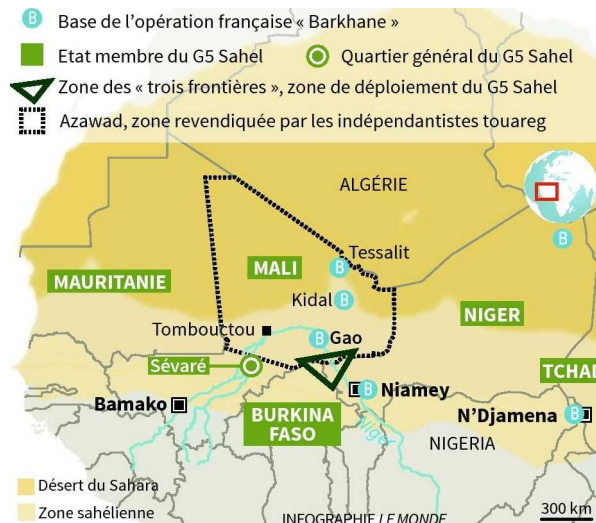 B Base de l'opération française « Barkhane »
Etat membre du G5 Sahel
Quartier général du G5 Sahel
Zone des « trois frontières », zone de déploiement du G5 Sahel
Azawad, zone revendiquée par les indépendantistes touareg
ALGÉRIE
B
Tessalit
B
MALI
MAURITANIE
Kidal B
NIGER
Tombouctou
B Gao
Sévaré
TCHAD
B Niamey
Bamako
BURKINA
FASO
N'Djamena B
Niger
NIGERIA
Désert du Sahara
Zone sahélienne
INFOGRAPHIE LE MONDE
300 km